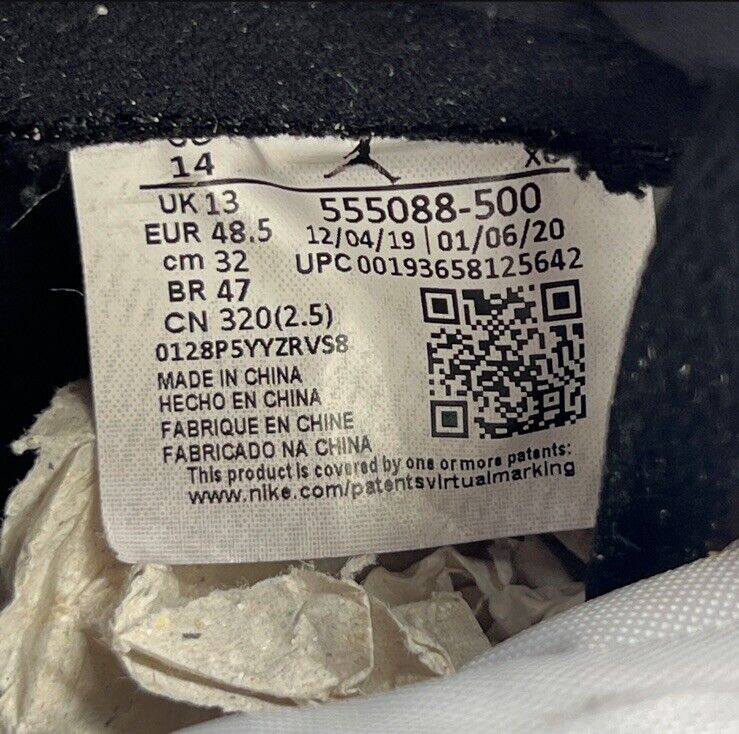 14
UK 13 555088-500
EUR 48.5 12/04/19 | 01/06/20
cm 32 UPC 00193658125642
BR 47
CN 320(2.5)
0128P5YYZRVS8
MADE IN CHINA
HECHO EN CHINA
FABRIQUE EN CHINE
FABRICADO NA CHINA
This product is covered by one or more patents:
www.nike.com/patentsvirtualmarking